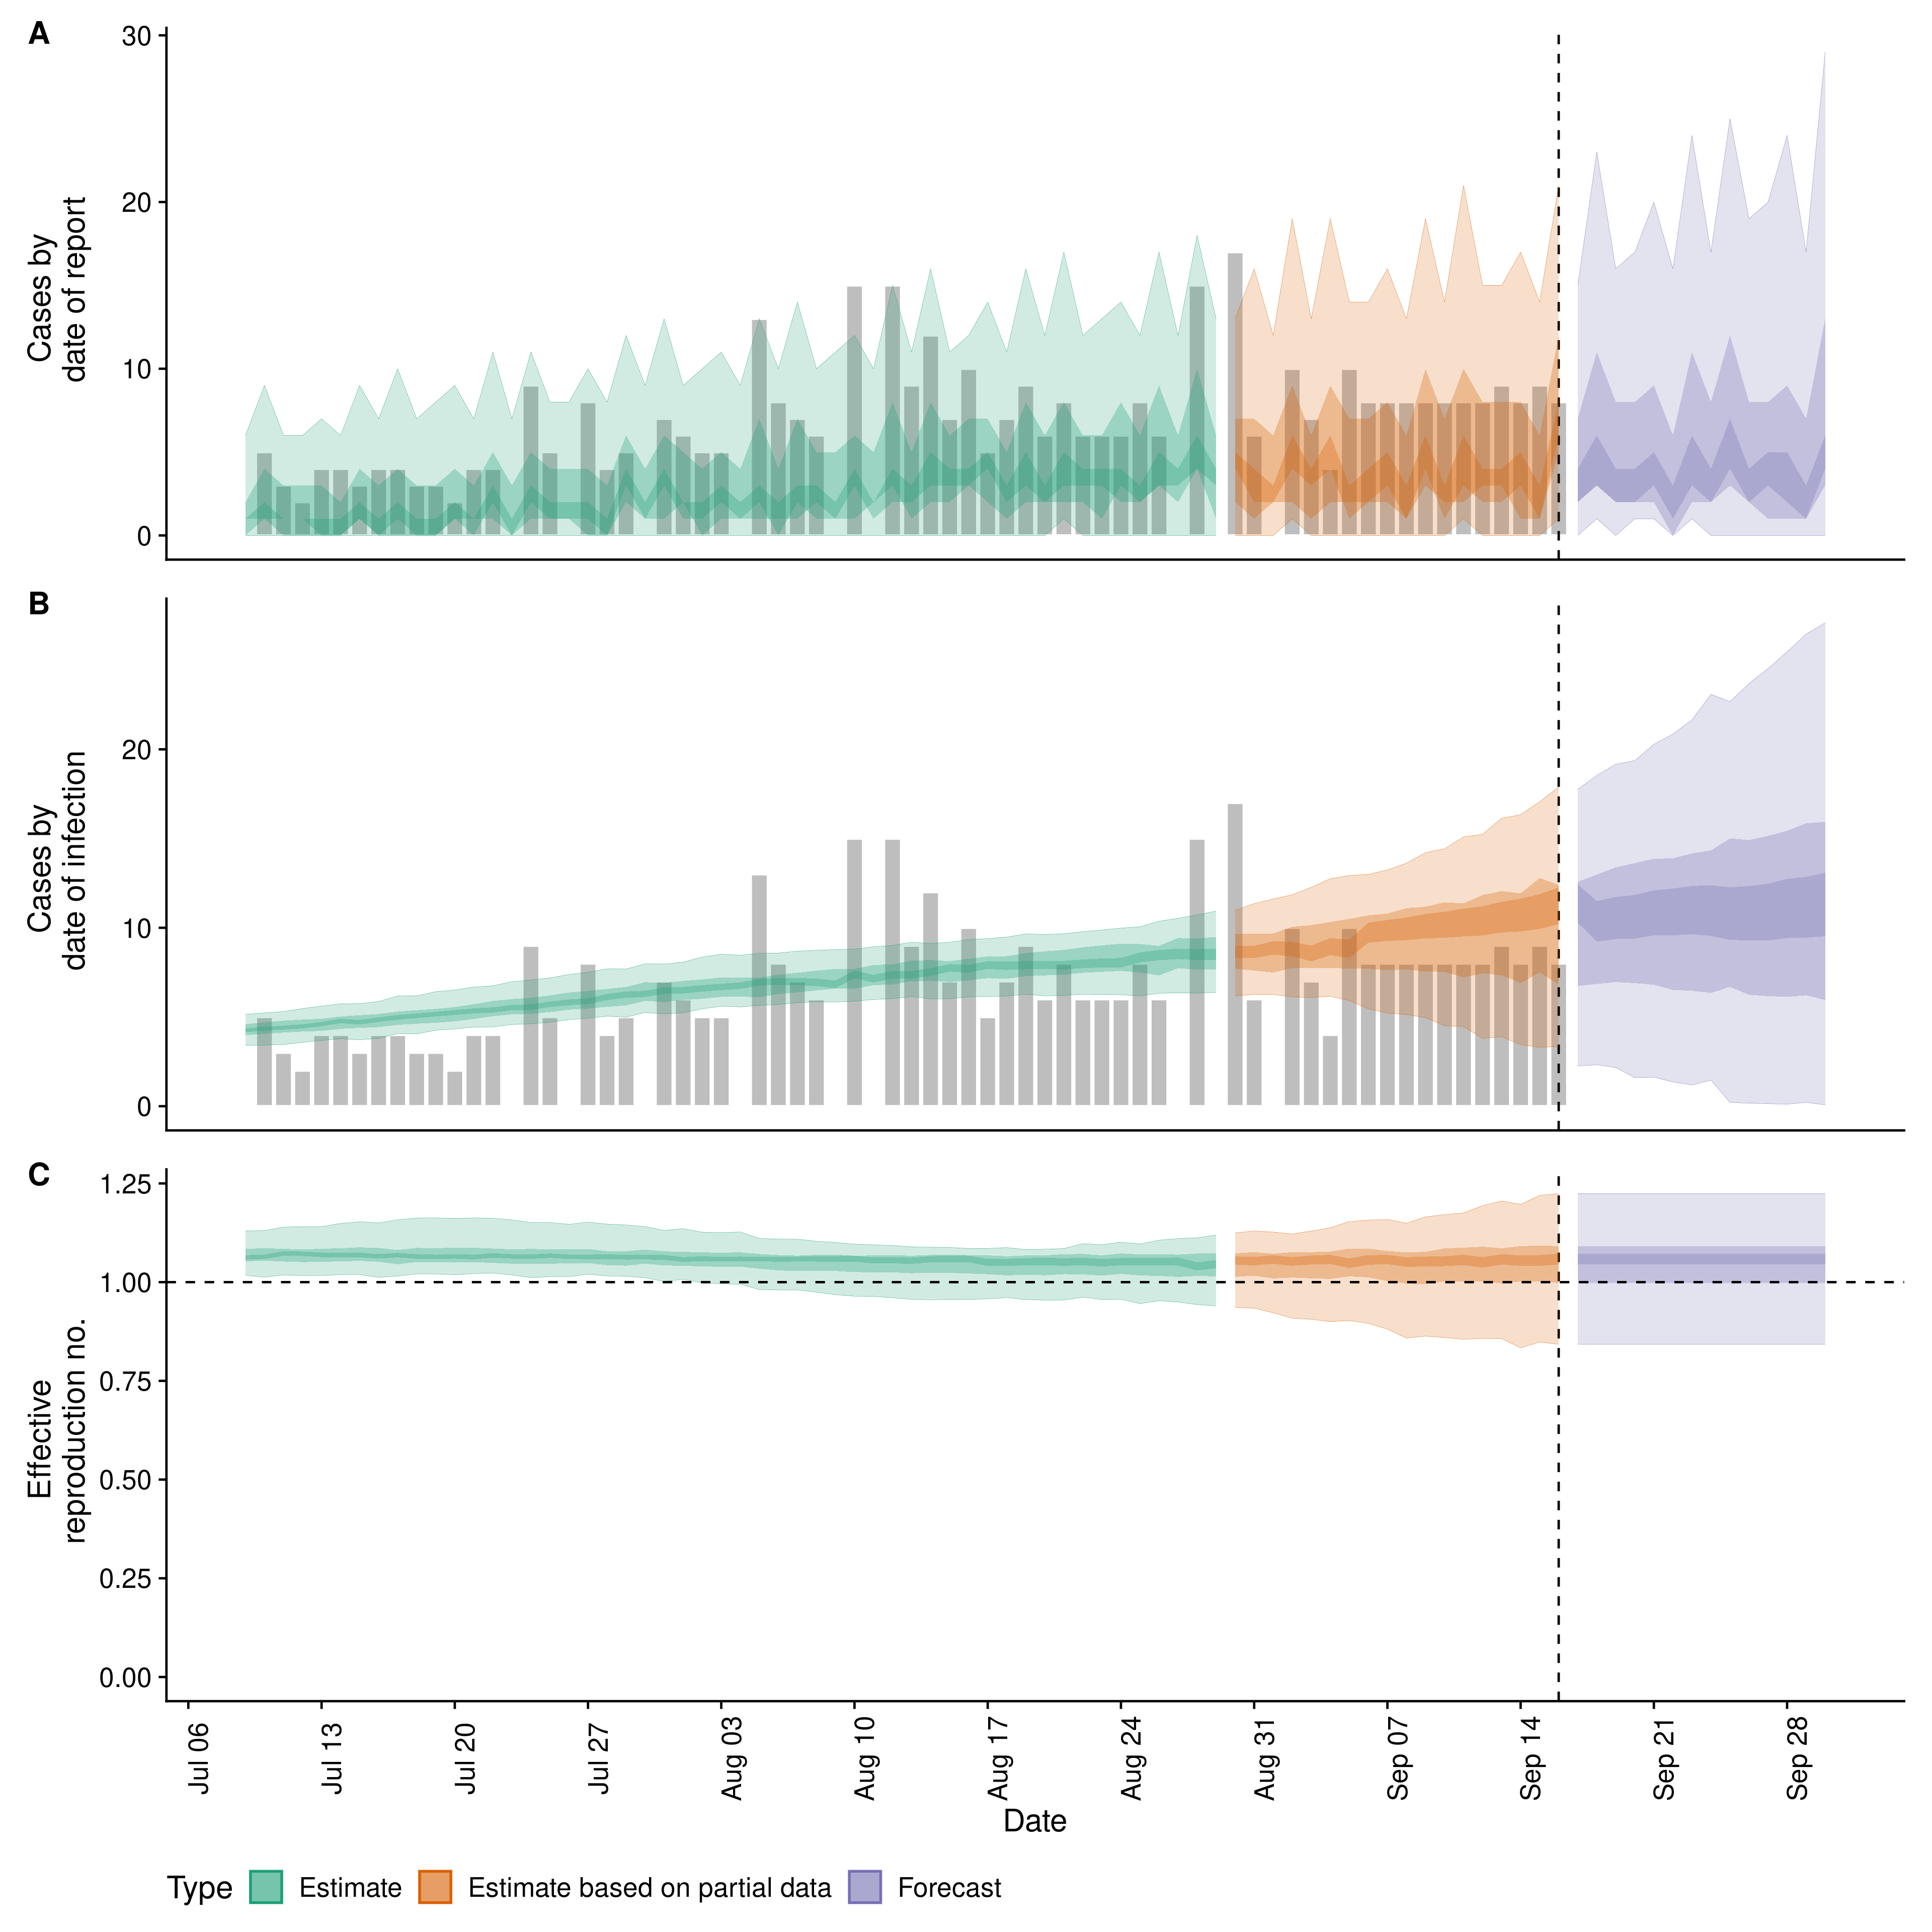 A
Cases by
date of report
30
20
10
0
B
Cases by
date of infection
20
10
0
C
Effective
reproduction no.
1.25
1.00
0.75
0.50
0.25
0.00
Jul 06
Jul 13
Jul 20
Jul 27
Aug 03
Aug 10
Aug 17
Aug 24
Aug 31
Sep 07
Sep 14
Sep 21
Sep 28
Date
Type Estimate Estimate based on partial data Forecast